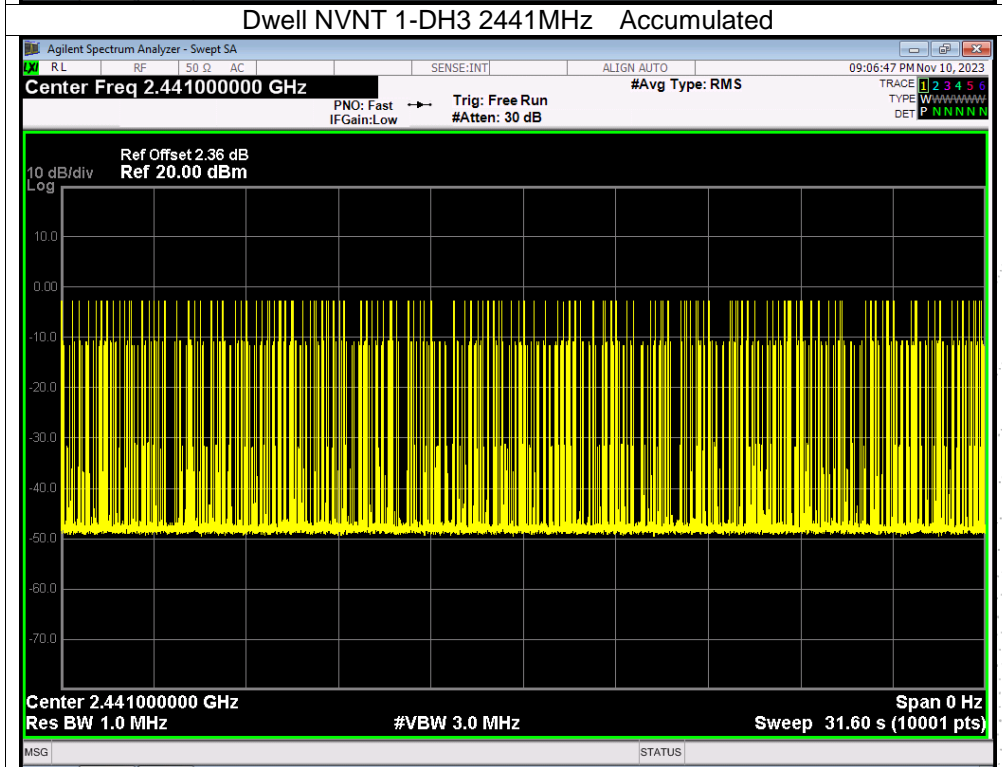 Dwell NVNT 1-DH3 2441MHz Accumulated
Agilent Spectrum Analyzer - Swept SA
LXI RL RF 50 Ω AC SENSE:INT ALIGN AUTO 09:06:47 PM Nov 10, 2023
Center Freq 2.441000000 GHz #Avg Type: RMS TRACE 1 2 3 4 5 6
PNO: Fast Trig: Free Run TYPE WWWWWW
IFGain:Low #Atten: 30 dB DET P N N N N N
Ref Offset 2.36 dB
10 dB/div Ref 20.00 dBm
Log
10.0
0.00
-10.0
-20.0
-30.0
-40.0
-50.0
-60.0
-70.0
Center 2.441000000 GHz Span 0 Hz
Res BW 1.0 MHz #VBW 3.0 MHz Sweep 31.60 s (10001 pts)
MSG STATUS